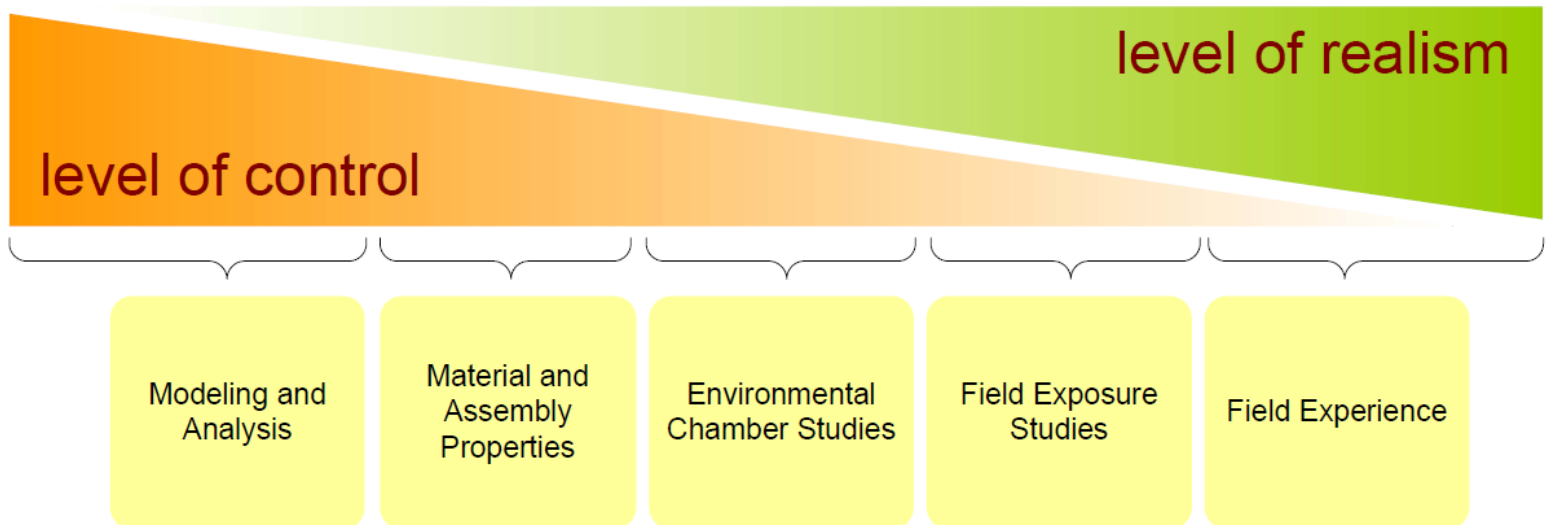 level of realism
level of control
Modeling and
Analysis
Material and
Assembly
Properties
Environmental
Chamber Studies
Field Exposure
Studies
Field Experience